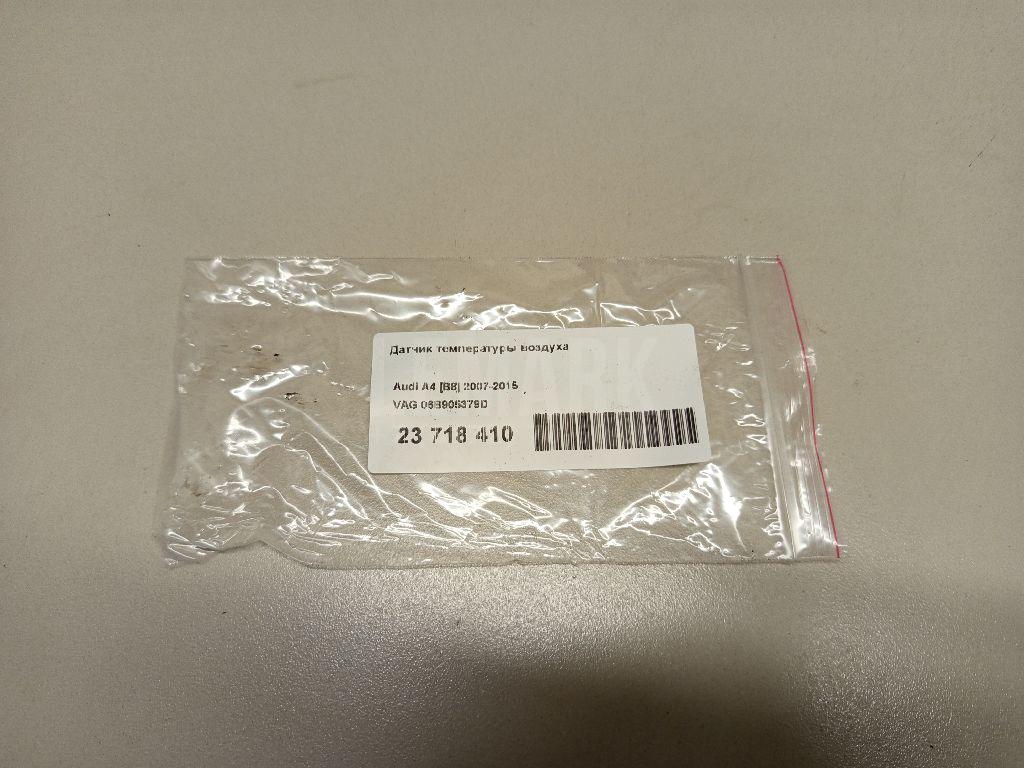 Датчик температуры воздуха
Audi A4 [B8] 2007-2015
VAG 06B905379D
23 718 410